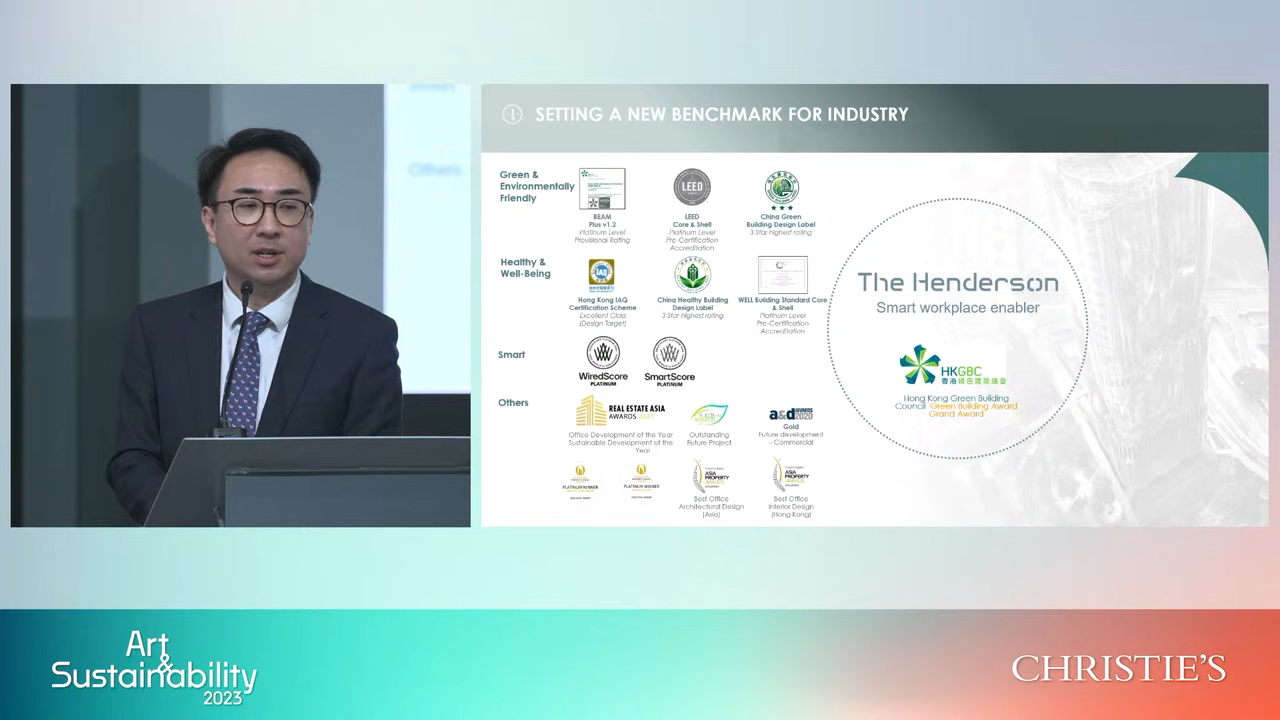 Others
SETTING A NEW BENCHMARK FOR INDUSTRY
Green &
Environmentally
Friendly
BEAM
Plus v1.2
Platinum Level
Provisional Rating
LEED
LEED
Core & Shell
Platinum Level
Pre-Certification
Accreditation
China Green
Building Design Label
3 Star Highest rating
Healthy &
Well-Being
IAQ
Hong Kong IAQ
Certification Scheme
Excellent Class
(Design Target)
China Healthy Building
Design Label
3 Star Highest rating
WELL Building Standard Core
& Shell
Platinum Level
Pre-Certification
Accreditation
Smart
WiredScore
PLATINUM
SmartScore
PLATINUM
Others
REAL ESTATE ASIA
AWARDS 2021
Office Development of the Year
Sustainable Development of the
Year
Outstanding
Future Project
a&d AWARDS
2020
Gold
Future development
– Commercial
PLATINUM WINNER
PLATINUM WINNER
ASIA
PROPERTY
AWARDS
Best Office
Architectural Design
(Asia)
ASIA
PROPERTY
AWARDS
Best Office
Interior Design
(Hong Kong)
The Henderson
Smart workplace enabler
HKGBC
香港綠色建築議會
Hong Kong Green Building
Council Green Building Award
Grand Award
Art
&
Sustainability
2023
CHRISTIE'S